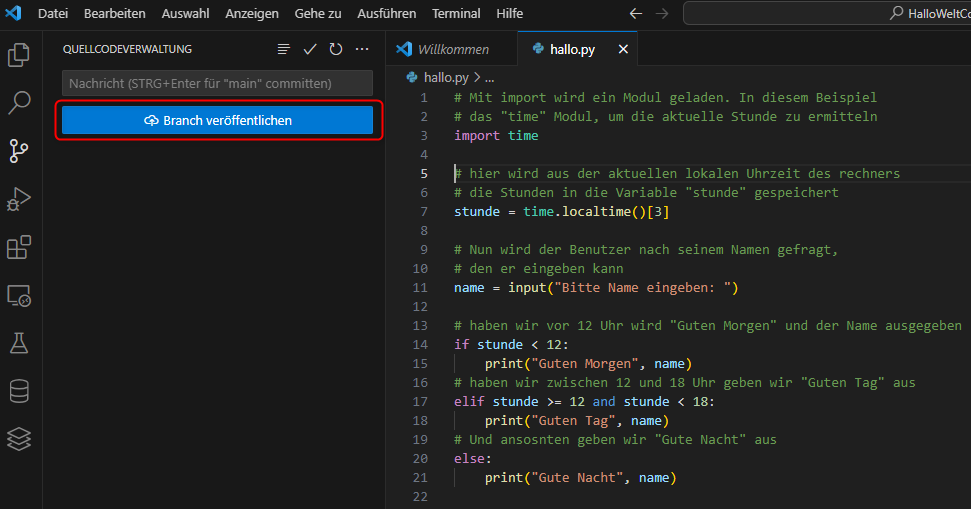 Datei Bearbeiten Auswahl Anzeigen Gehe zu Ausführen Terminal Hilfe HalloWeltCo
QUELLCODEVERWALTUNG
Nachricht (STRG+Enter für "main" committen)
Branch veröffentlichen
Willkommen hallo.py
hallo.py > ...
1 # Mit import wird ein Modul geladen. In diesem Beispiel
2 # das "time" Modul, um die aktuelle Stunde zu ermitteln
3 import time
4
5 # hier wird aus der aktuellen lokalen Uhrzeit des rechners
6 # die Stunden in die Variable "stunde" gespeichert
7 stunde = time.localtime()[3]
8
9 # Nun wird der Benutzer nach seinem Namen gefragt,
10 # den er eingeben kann
11 name = input("Bitte Name eingeben: ")
12
13 # haben wir vor 12 Uhr wird "Guten Morgen" und der Name ausgegeben
14 if stunde < 12:
15 print("Guten Morgen", name)
16 # haben wir zwischen 12 und 18 Uhr geben wir "Guten Tag" aus
17 elif stunde >= 12 and stunde < 18:
18 print("Guten Tag", name)
19 # Und ansosnten geben wir "Gute Nacht" aus
20 else:
21 print("Gute Nacht", name)
22